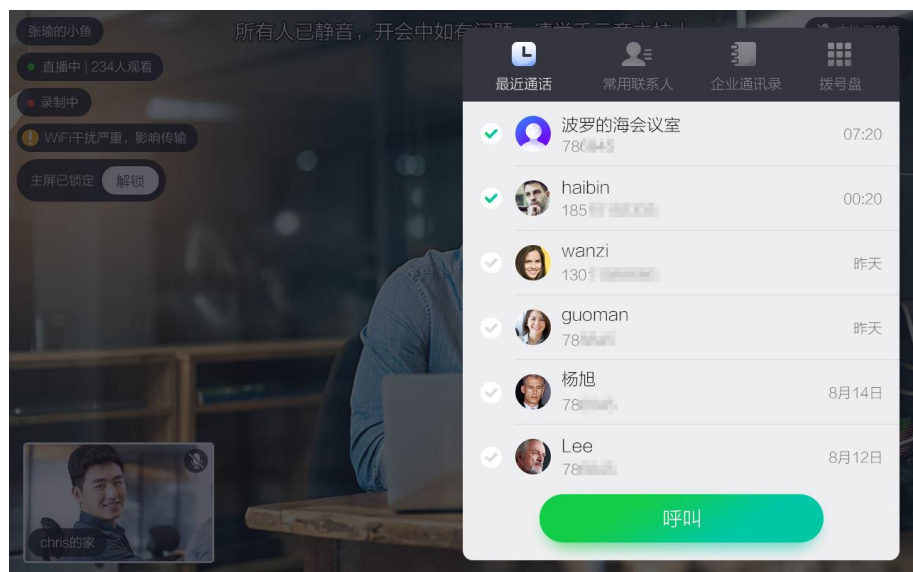 张瑜的小鱼
所有人已静音，开会中如有
直播中 | 234人观看
录制中
WiFi干扰严重，影响传输
主屏已锁定 解锁
chris的家
最近通话 常用联系人 企业通讯录 拨号盘
波罗的海会议室
07:20
haibin
185
00:20
wanzi
昨天
guoman
78
昨天
杨旭
78
8月14日
Lee
78
8月12日
呼叫